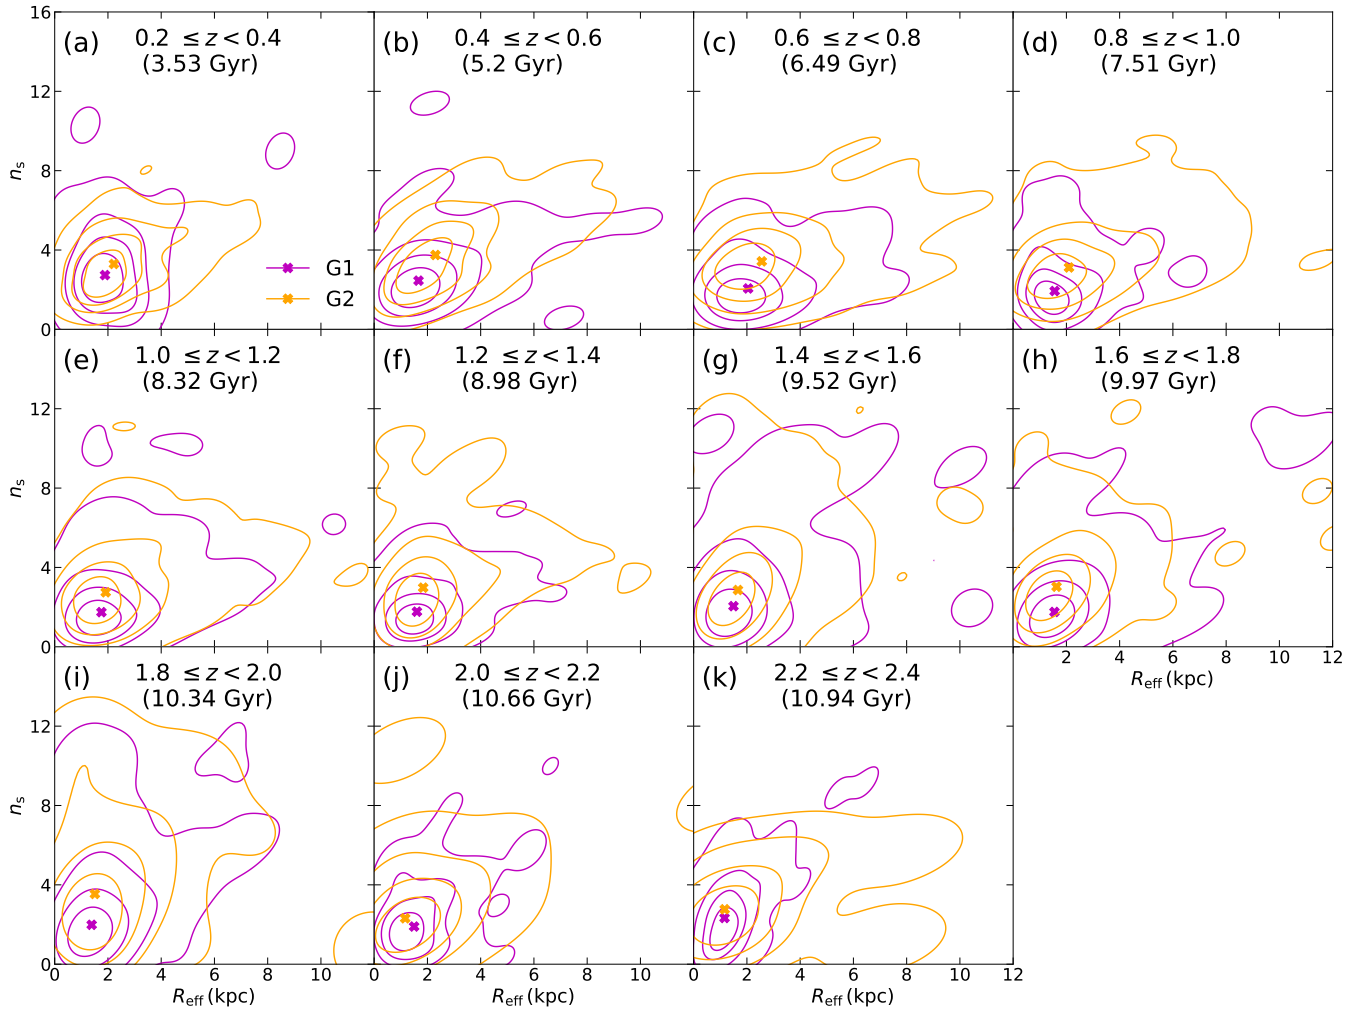 16
12
8
4
0
n_s
(a) 0.2 ≤ z < 0.4
(3.53 Gyr)
G1
G2
(b) 0.4 ≤ z < 0.6
(5.2 Gyr)
(c) 0.6 ≤ z < 0.8
(6.49 Gyr)
(d) 0.8 ≤ z < 1.0
(7.51 Gyr)
12
8
4
0
n_s
(e) 1.0 ≤ z < 1.2
(8.32 Gyr)
(f) 1.2 ≤ z < 1.4
(8.98 Gyr)
(g) 1.4 ≤ z < 1.6
(9.52 Gyr)
(h) 1.6 ≤ z < 1.8
(9.97 Gyr)
2 4 6 8 10 12
R_eff (kpc)
12
8
4
0
n_s
(i) 1.8 ≤ z < 2.0
(10.34 Gyr)
(j) 2.0 ≤ z < 2.2
(10.66 Gyr)
(k) 2.2 ≤ z < 2.4
(10.94 Gyr)
0 2 4 6 8 10 0 2 4 6 8 10 0 2 4 6 8 10 12
R_eff (kpc) R_eff (kpc) R_eff (kpc)